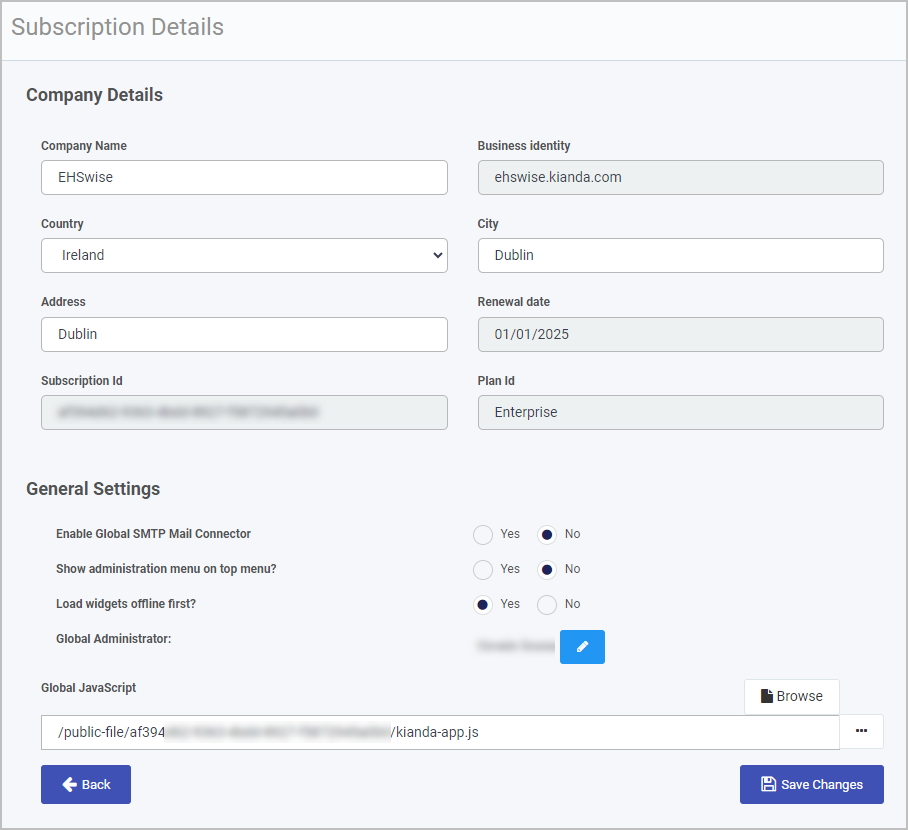 Subscription Details
Company Details
Company Name
Business identity
EHSwise
ehswise.kianda.com
Country
City
Ireland
Dublin
Address
Renewal date
Dublin
01/01/2025
Subscription Id
Plan Id
Enterprise
General Settings
Enable Global SMTP Mail Connector Yes No
Show administration menu on top menu? Yes No
Load widgets offline first? Yes No
Global Administrator:
Global JavaScript
Browse
/public-file/af394 /kianda-app.js
Back
Save Changes